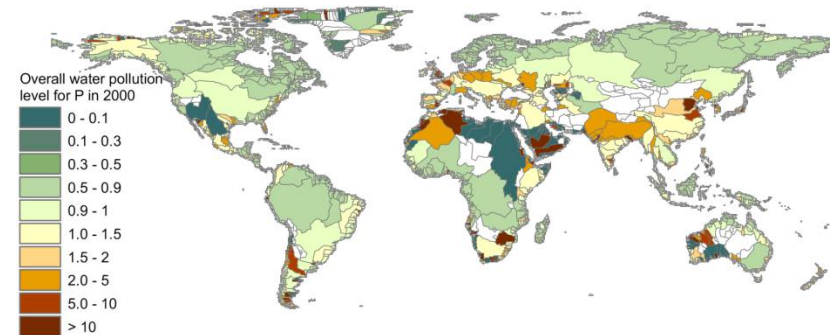 Overall water pollution
level for P in 2000
0 - 0.1
0.1 - 0.3
0.3 - 0.5
0.5 - 0.9
0.9 - 1
1.0 - 1.5
1.5 - 2
2.0 - 5
5.0 - 10
> 10